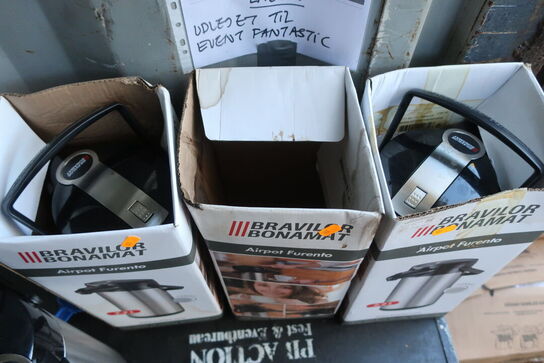 UDLEJET TIL
EVENT FANTASTIC
BRAVILOR
BONAMAT
Airpot Furento
BRAVILOR
BONAMAT
Airpot Furento
BRAVILOR
BONAMAT
Airpot Furento
PR ACTION
Fest & Eventbureau